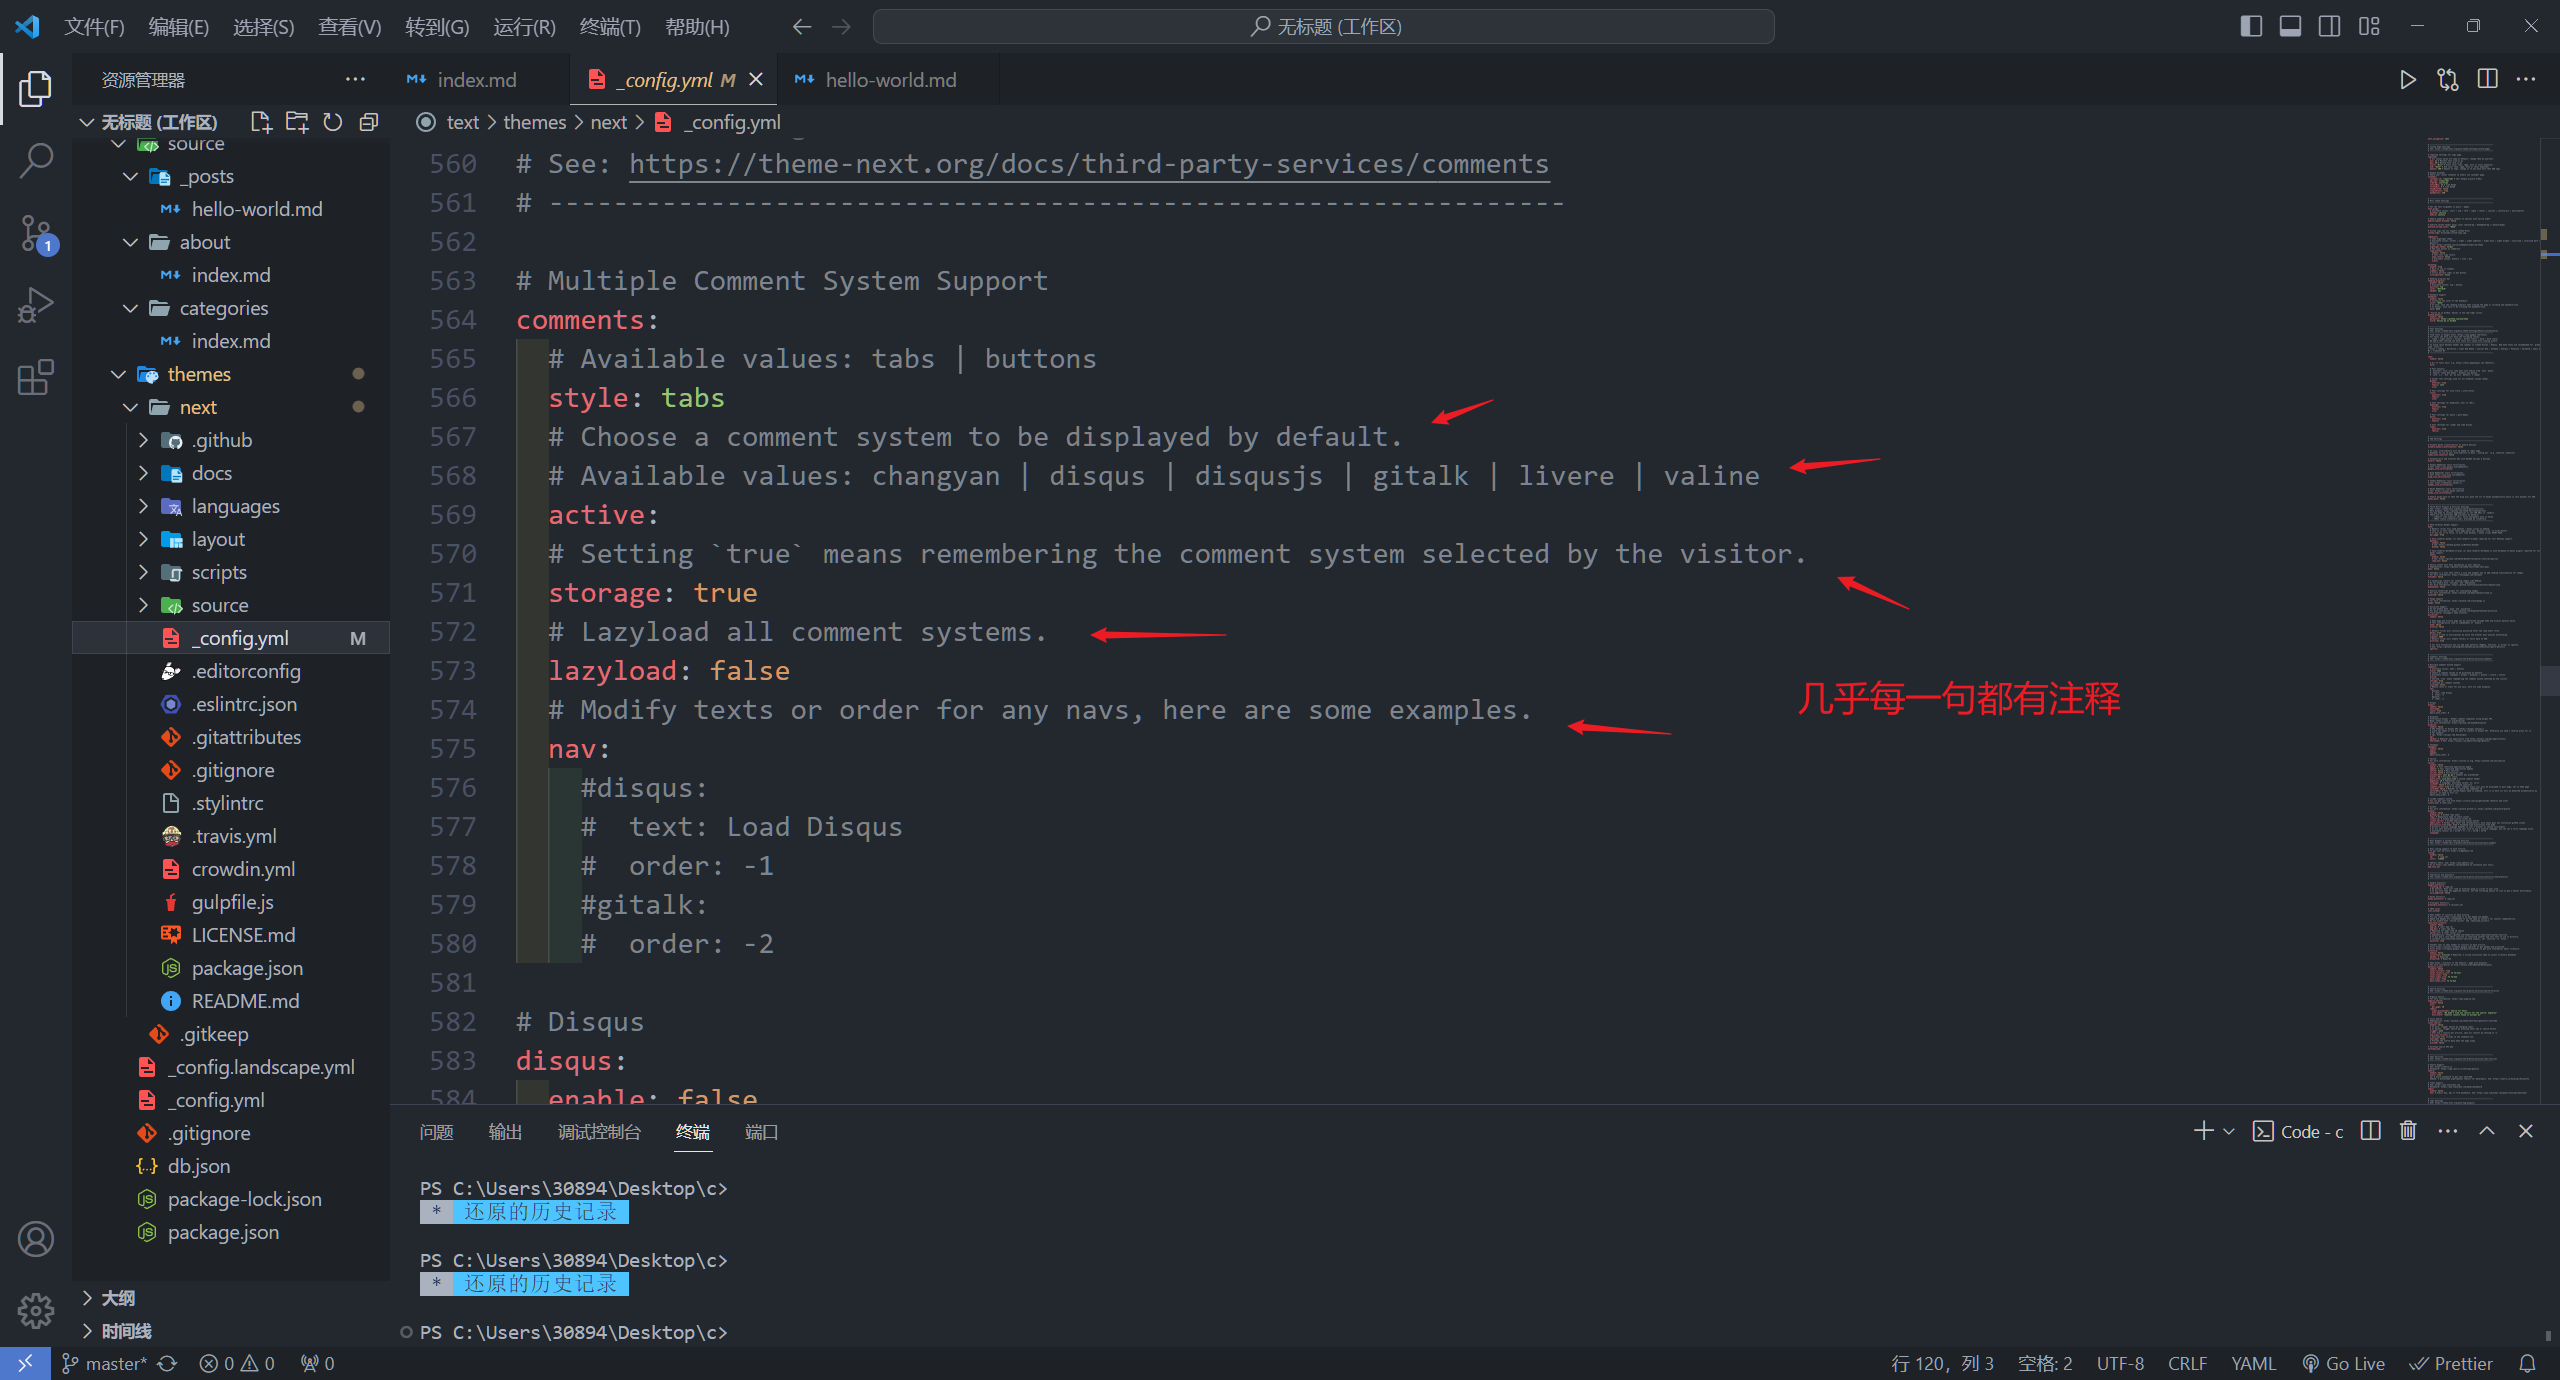 文件(F) 编辑(E) 选择(S) 查看(V) 转到(G) 运行(R) 终端(T) 帮助(H) 无标题 (工作区)
资源管理器
index.md _config.yml M hello-world.md
无标题 (工作区)
text > themes > next > _config.yml
source
_posts
hello-world.md
about
index.md
categories
index.md
themes
next
.github
docs
languages
layout
scripts
source
_config.yml M
.editorconfig
.eslintrc.json
.gitattributes
.gitignore
.stylintrc
.travis.yml
crowdin.yml
gulpfile.js
LICENSE.md
package.json
README.md
.gitkeep
_config.landscape.yml
_config.yml
.gitignore
db.json
package-lock.json
package.json
大纲
时间线
1
560 # See: https://theme-next.org/docs/third-party-services/comments
561 # ---------------------------------------------------------------
562
563 # Multiple Comment System Support
564 comments:
565 # Available values: tabs | buttons
566 style: tabs
567 # Choose a comment system to be displayed by default.
568 # Available values: changyan | disqus | disqusjs | gitalk | livere | valine
569 active:
570 # Setting `true` means remembering the comment system selected by the visitor.
571 storage: true
572 # Lazyload all comment systems.
573 lazyload: false
574 # Modify texts or order for any navs, here are some examples.
575 nav:
576 #disqus:
577 #  text: Load Disqus
578 #  order: -1
579 #gitalk:
580 #  order: -2
581
582 # Disqus
583 disqus:
584 enable: false
几乎每一句都有注释
问题 输出 调试控制台 终端 端口 Code - c
PS C:\Users\30894\Desktop\c>
* 还原的历史记录
PS C:\Users\30894\Desktop\c>
* 还原的历史记录
PS C:\Users\30894\Desktop\c>
master* 0 0 0 行 120，列 3 空格: 2 UTF-8 CRLF YAML Go Live Prettier